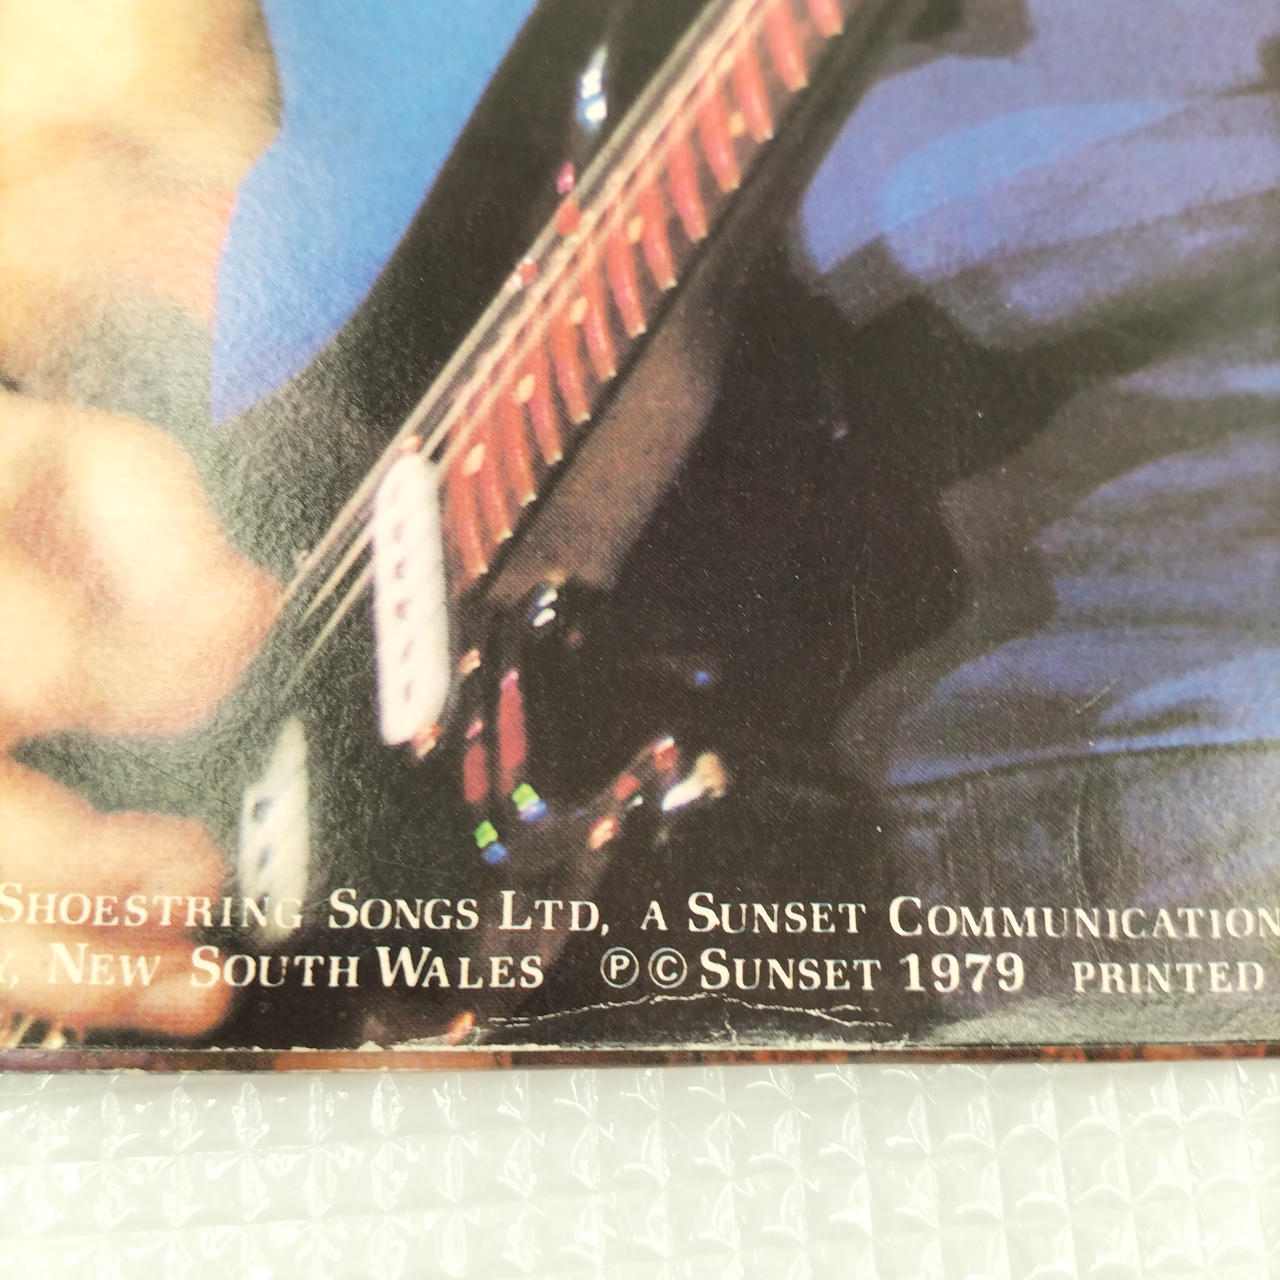 SHOESTRING SONGS LTD, A SUNSET COMMUNICATION
Y, NEW SOUTH WALES ℗©SUNSET 1979 PRINTED